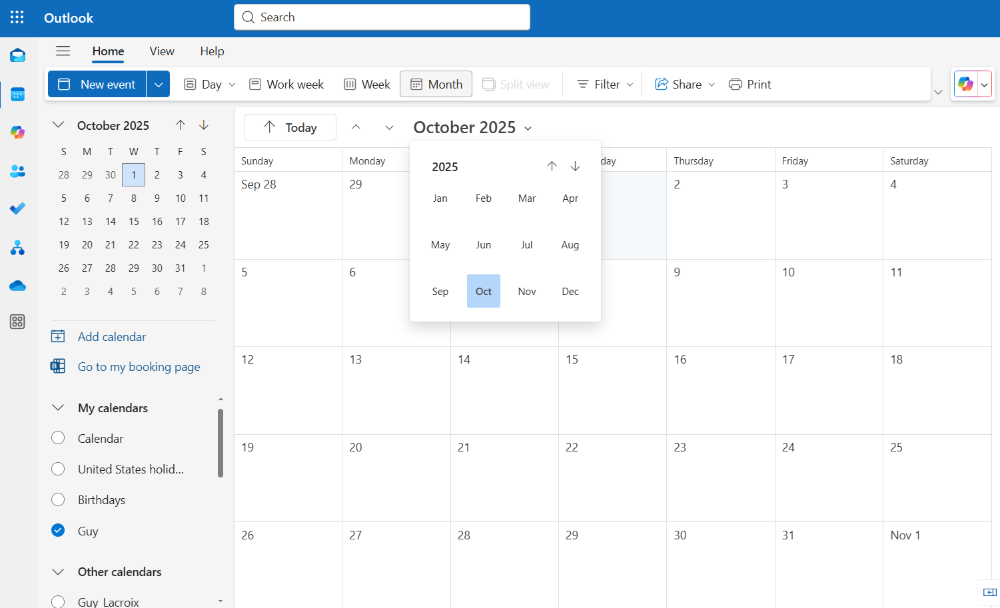 Outlook
Search
Home View Help
New event Day Work week Week Month Split view Filter Share Print
October 2025
S M T W T F S
28 29 30 1 2 3 4
5 6 7 8 9 10 11
12 13 14 15 16 17 18
19 20 21 22 23 24 25
26 27 28 29 30 31 1
2 3 4 5 6 7 8
Add calendar
Go to my booking page
My calendars
Calendar
United States holid...
Birthdays
Guy
Other calendars
Guy Lacroix
Today October 2025
2025
Jan Feb Mar Apr
May Jun Jul Aug
Sep Oct Nov Dec
Sunday Monday day Thursday Friday Saturday
Sep 28 29 2 3 4
5 6 9 10 11
12 13 14 15 16 17 18
19 20 21 22 23 24 25
26 27 28 29 30 31 Nov 1